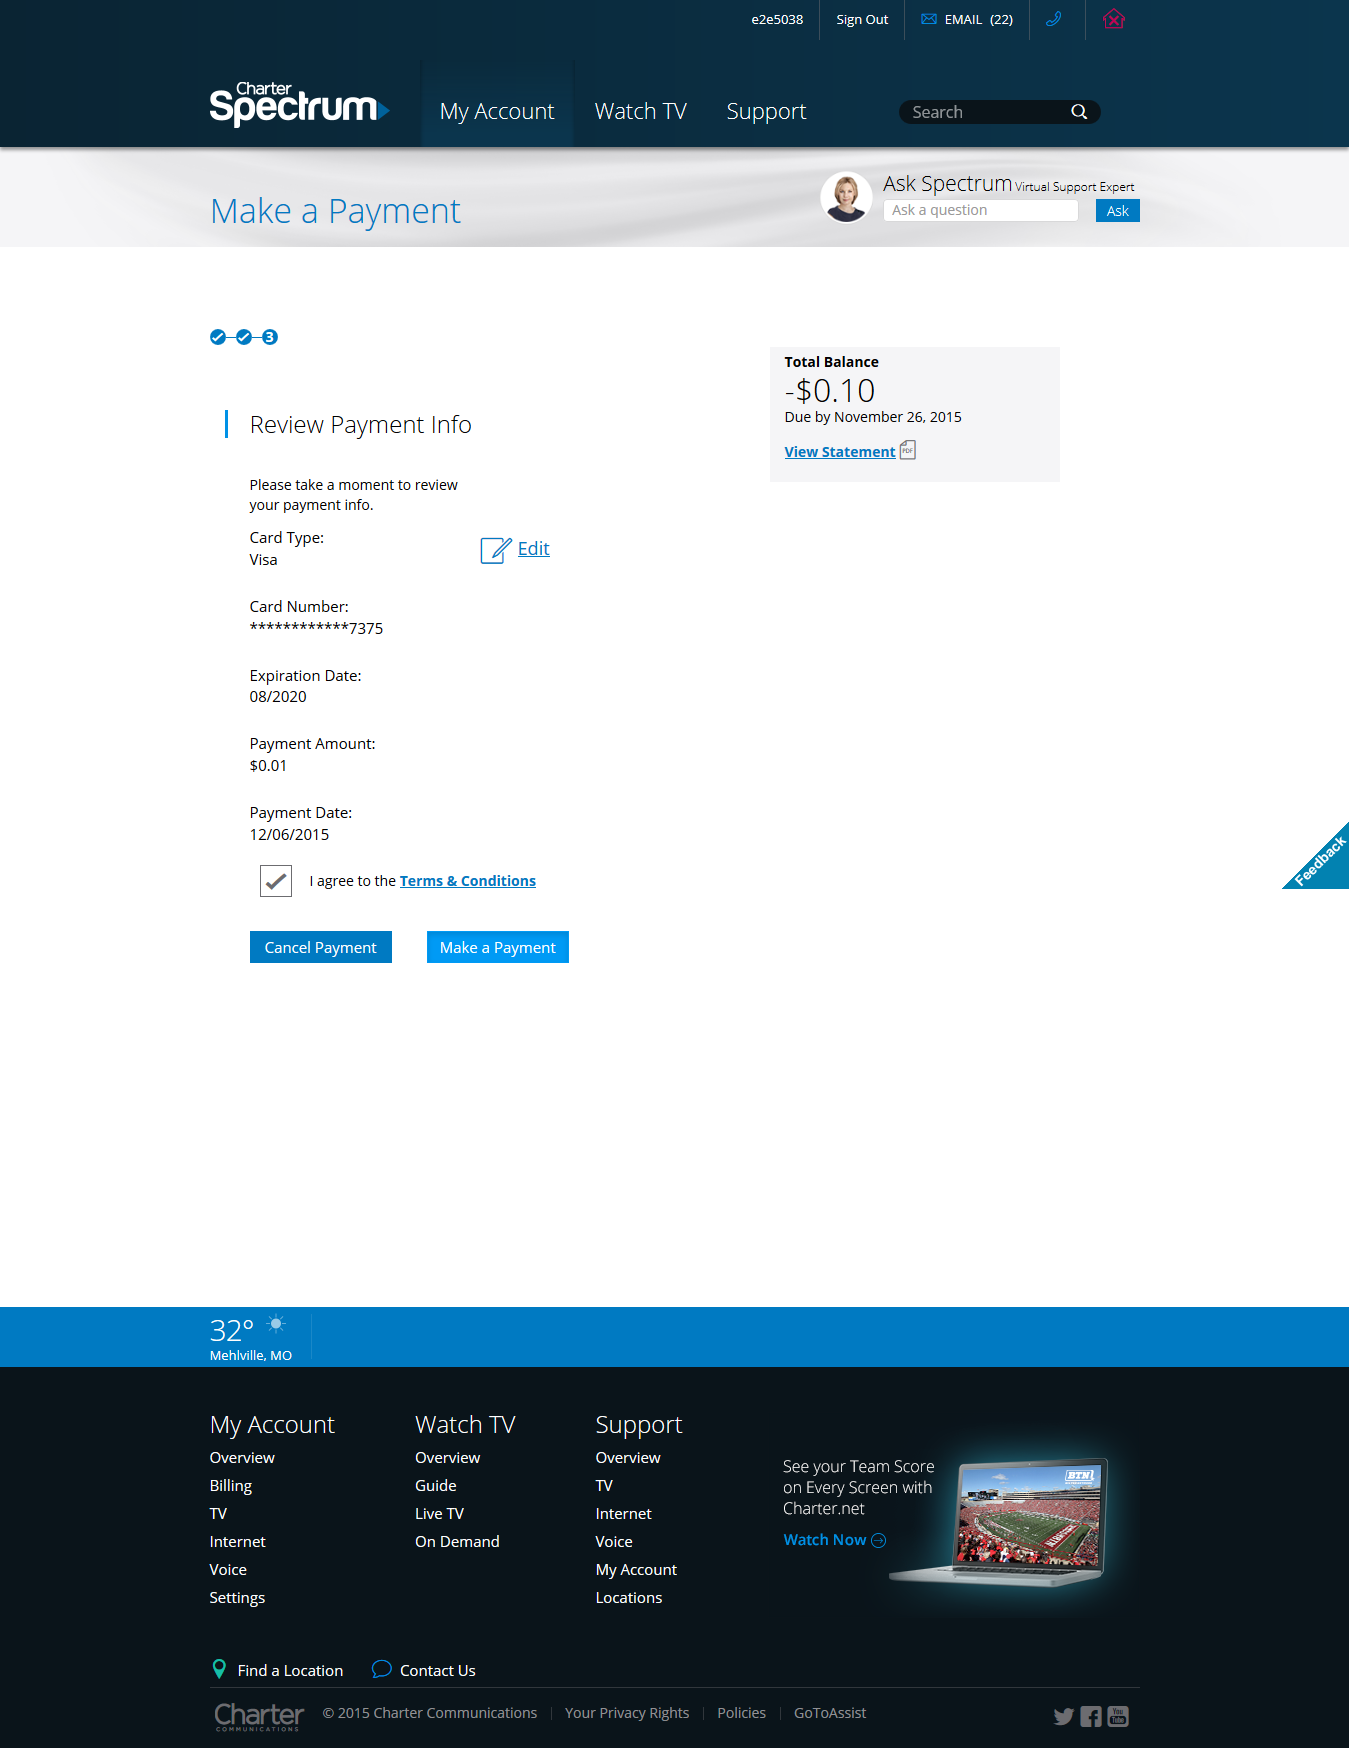 e2e5038
Sign Out
EMAIL (22)
Charter
Spectrum
My Account
Watch TV
Support
Search
Make a Payment
Ask Spectrum Virtual Support Expert
Ask a question
Ask
3
Total Balance
-$0.10
Due by November 26, 2015
View Statement
PDF
Review Payment Info
Please take a moment to review
your payment info.
Card Type:
Visa
Edit
Card Number:
************7375
Expiration Date:
08/2020
Payment Amount:
$0.01
Payment Date:
12/06/2015
I agree to the Terms & Conditions
Cancel Payment
Make a Payment
Feedback
32°
Mehlville, MO
My Account
Overview
Billing
TV
Internet
Voice
Settings
Watch TV
Overview
Guide
Live TV
On Demand
Support
Overview
TV
Internet
Voice
My Account
Locations
See your Team Score
on Every Screen with
Charter.net
Watch Now
BTN
Find a Location
Contact Us
Charter
COMMUNICATIONS
© 2015 Charter Communications
Your Privacy Rights
Policies
GoToAssist
You
Tube